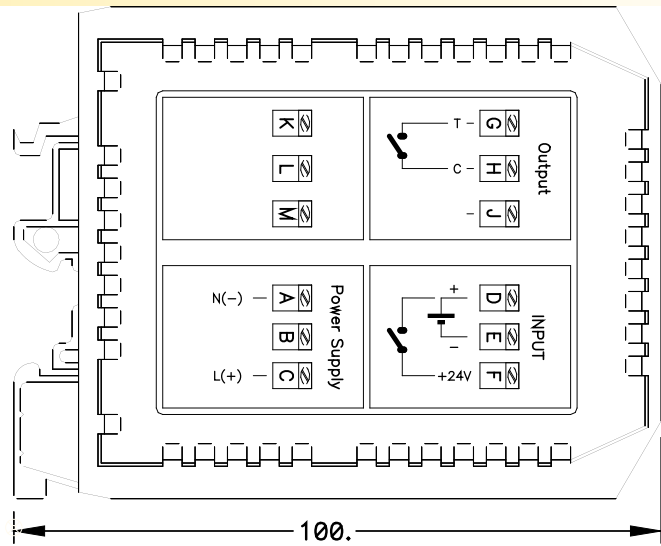 K
L
M
T - G
C - H
- J
Output
N(-) — A
B
L(+) — C
Power Supply
+ D
- E
+24V F
INPUT
100.